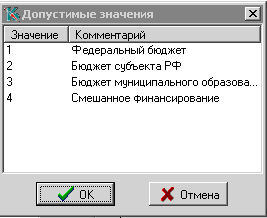 Допустимые значения
Значение Комментарий
1 Федеральный бюджет
2 Бюджет субъекта РФ
3 Бюджет муниципального образова...
4 Смешанное финансирование
OK Отмена